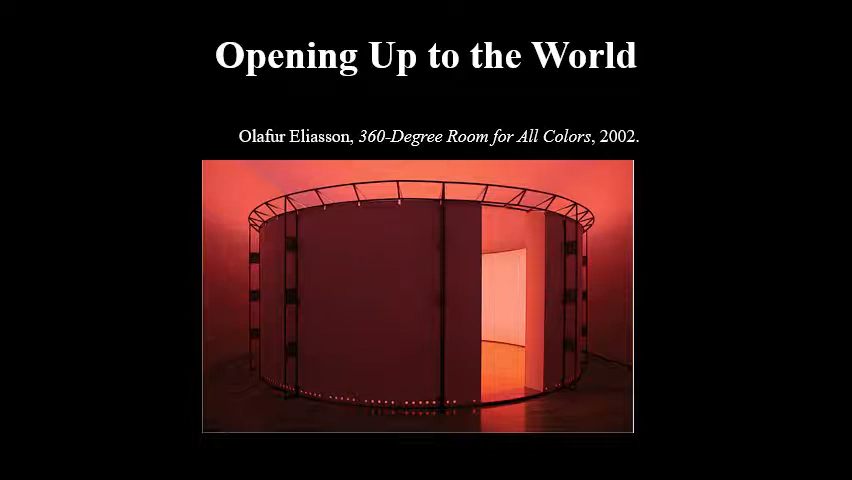 Opening Up to the World
Olafur Eliasson, 360-Degree Room for All Colors, 2002.